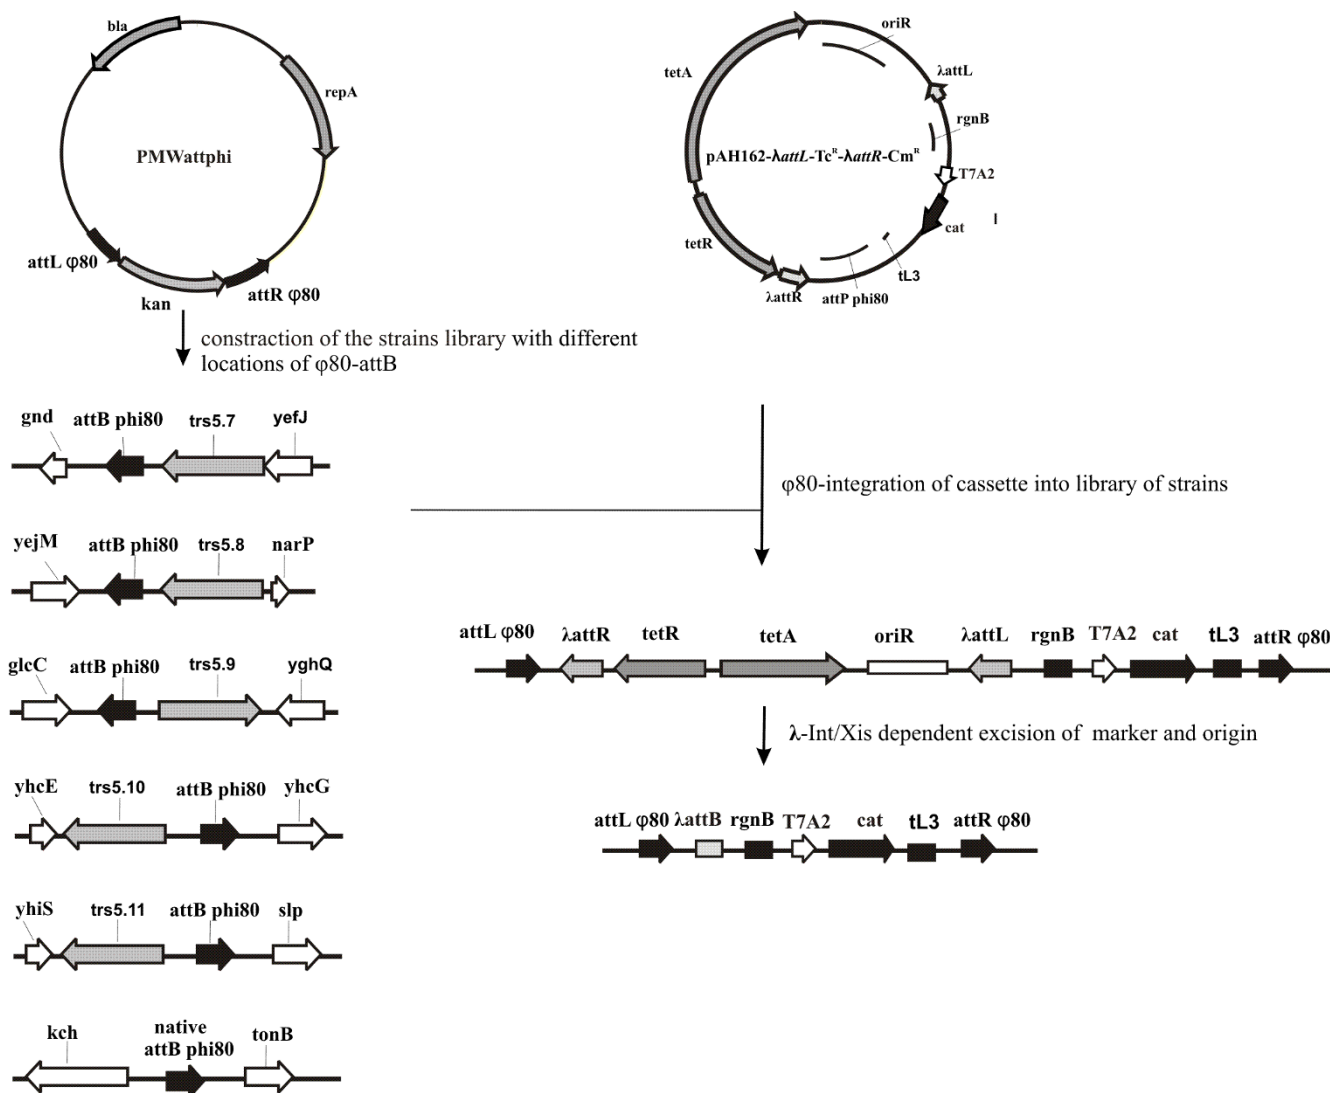 bla
repA
PMWattphi
attL φ80
kan
attR φ80
oriR
tetA
λattL
rgnB
pAH162-λattL-Tcᴿ-λattR-Cmᴿ
T7A2
cat
l
tetR
tL3
λattR
attP phi80
constraction of the strains library with different
locations of φ80-attB
gnd
attB phi80
trs5.7
yefJ
φ80-integration of cassette into library of strains
yejM
attB phi80
trs5.8
narP
glcC
attB phi80
trs5.9
yghQ
attL φ80
λattR
tetR
tetA
oriR
λattL
rgnB
T7A2
cat
tL3
attR φ80
λ-Int/Xis dependent excision of marker and origin
yhcE
trs5.10
attB phi80
yhcG
attL φ80
λattB
rgnB
T7A2
cat
tL3
attR φ80
yhiS
trs5.11
attB phi80
slp
kch
native
attB phi80
tonB